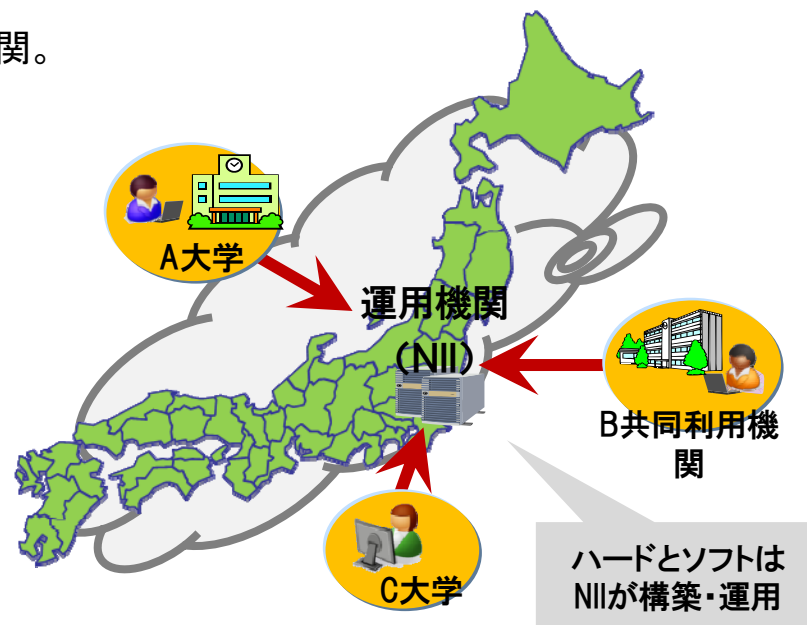 関。
A大学
運用機関
(NII)
B共同利用機
関
C大学
ハードとソフトは
NIIが構築・運用